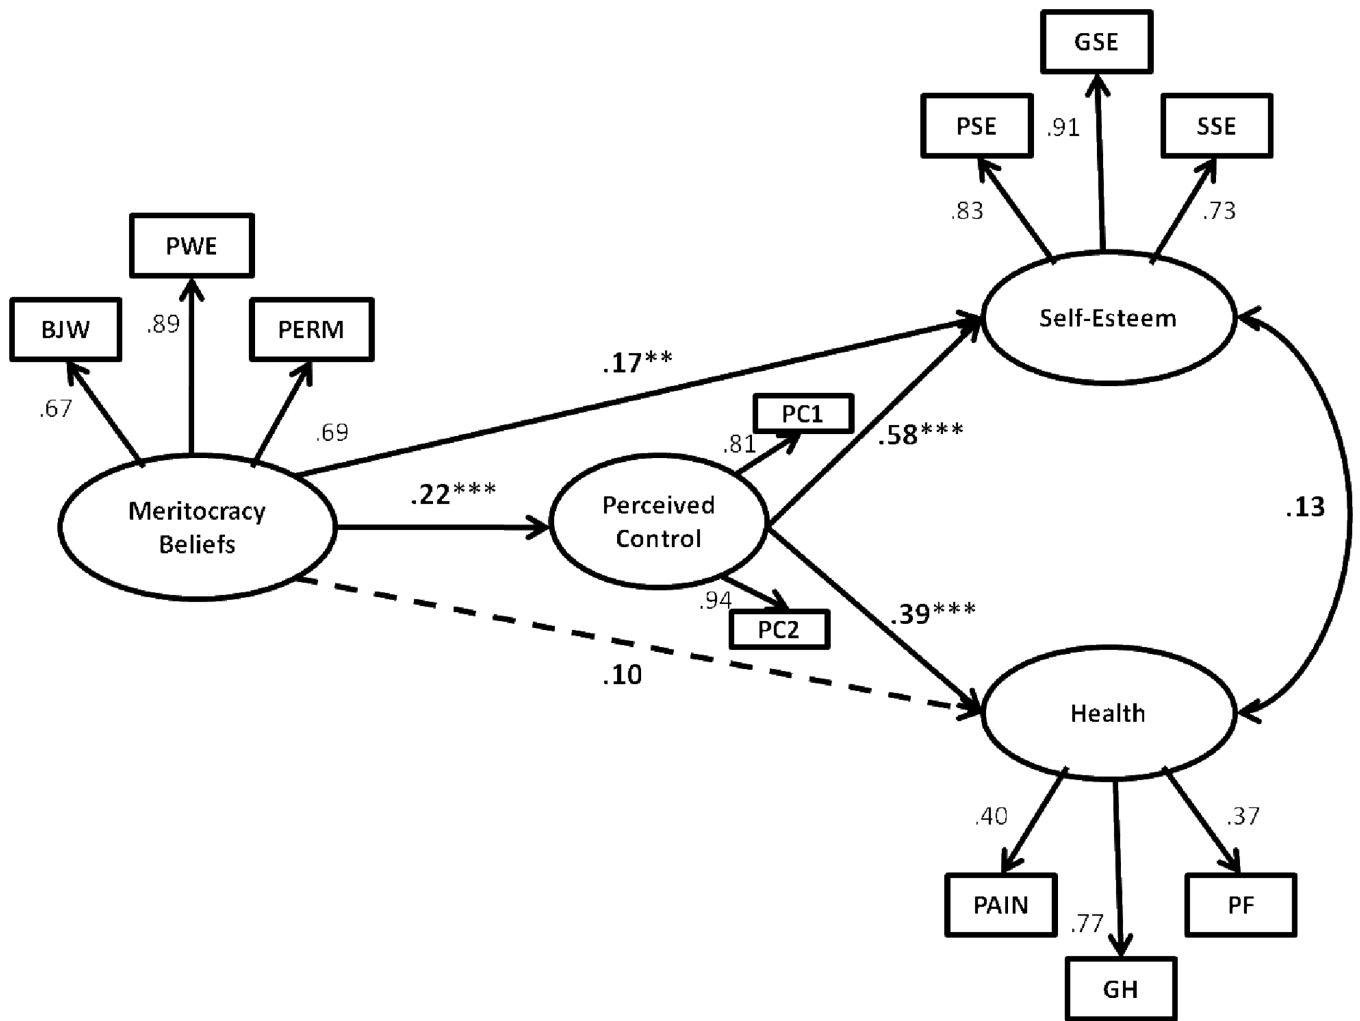 GSE
PSE
.91
SSE
.83
.73
PWE
BJW
.89
PERM
.67
.69
Self-Esteem
.17**
PC1
.81
.58***
Meritocracy
Beliefs
.22***
Perceived
Control
.13
.94
PC2
.39***
.10
Health
.40
.37
PAIN
.77
PF
GH